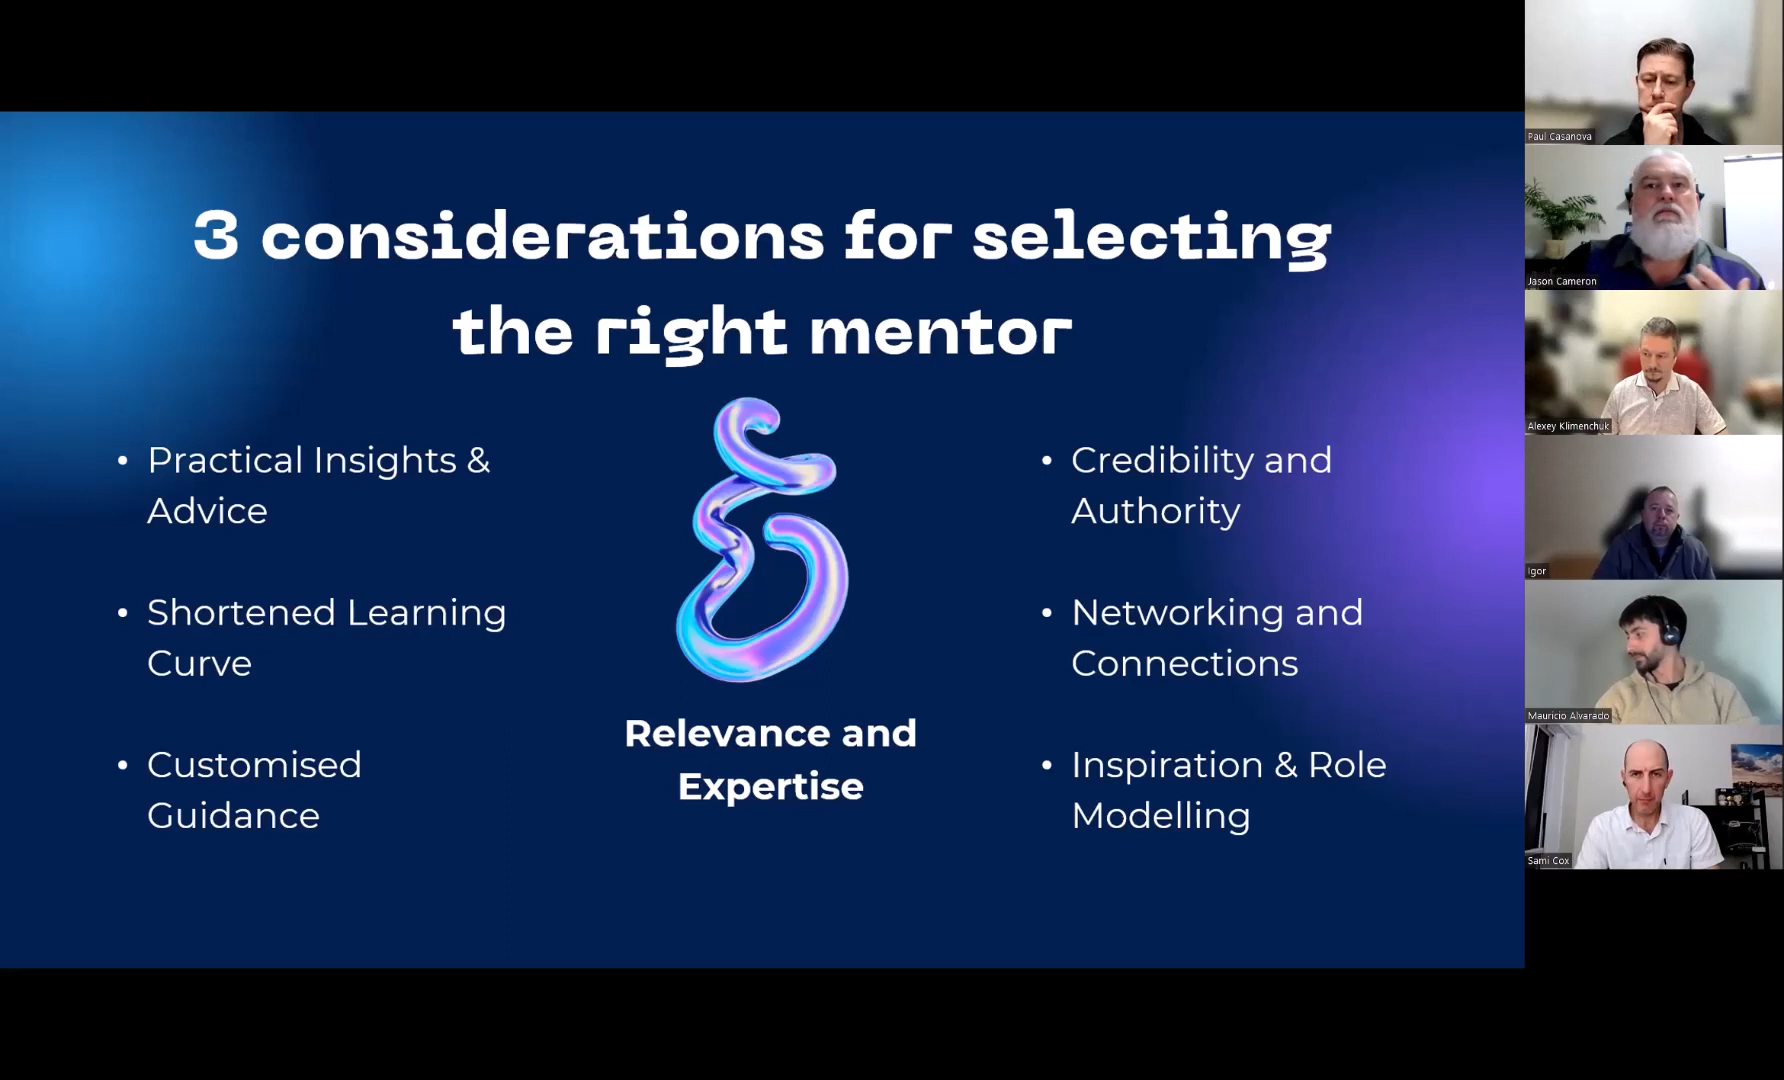 3 considerations for selecting
the right mentor
• Practical Insights &
Advice
• Shortened Learning
Curve
• Customised
Guidance
Relevance and
Expertise
• Credibility and
Authority
• Networking and
Connections
• Inspiration & Role
Modelling
Paul Casanova
Jason Cameron
Alexey Klimenchuk
Igor
Mauricio Alvarado
Sami Cox